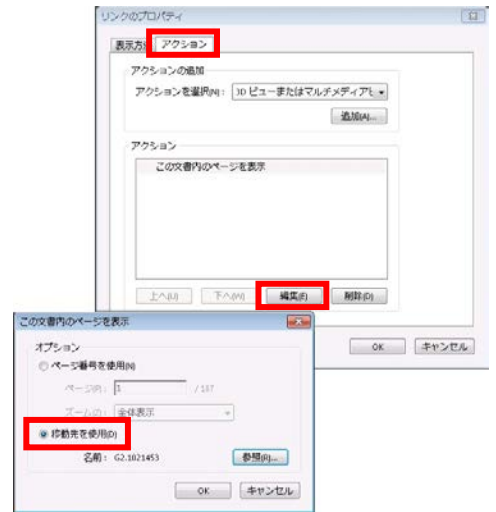 リンクのプロパティ
表示方法 アクション
アクションの追加
アクションを選択(N): 3D ビューまたはマルチメディアビ
追加(A)...
アクション
この文書内のページを表示
上へ(U) 下へ(W) 編集(E) 削除(D)
OK キャンセル
この文書内のページを表示
オプション
ページ番号を使用(N)
ページ(P): 1 / 137
全体表示
移動先を使用(D)
名前: G2.1021453
参照(R)...
OK キャンセル